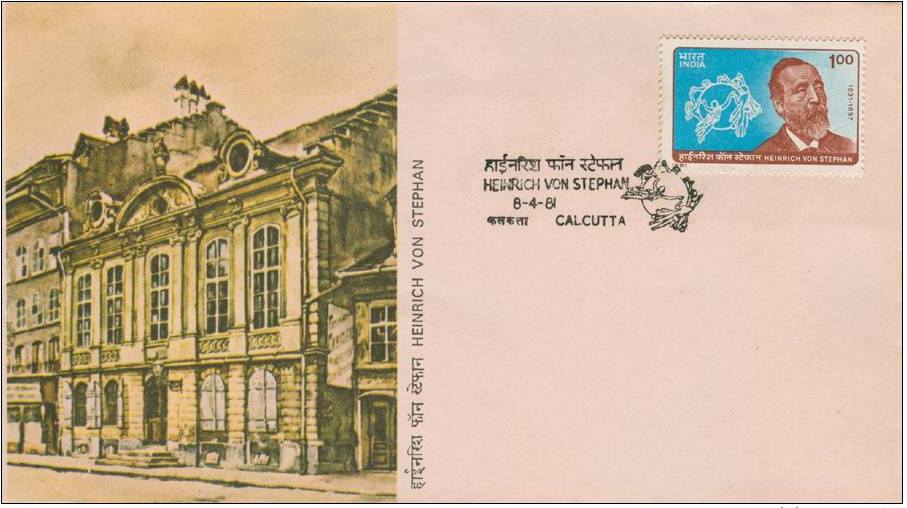 भारत
INDIA
1.00
1831-1897
हाईनरिश फॉन स्टेफान HEINRICH VON STEPHAN
हाईनरिश फॉन स्टेफान
HEINRICH VON STEPHAN
8-4-81
कलकत्ता CALCUTTA
हाईनरिश फॉन स्टेफान HEINRICH VON STEPHAN